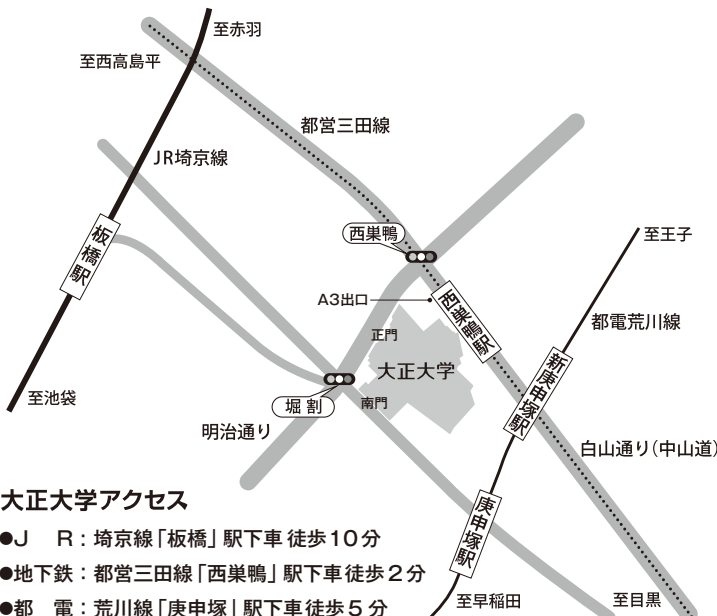 至赤羽
至西高島平
都営三田線
JR埼京線
西巣鴨
板橋駅
至王子
A3出口
西巣鴨駅
都電荒川線
正門
大正大学
新庚申塚駅
至池袋
堀割
南門
明治通り
白山通り(中山道)
大正大学アクセス
●J R：埼京線「板橋」駅下車 徒歩10分
庚申塚駅
●地下鉄：都営三田線「西巣鴨」駅下車徒歩2分
●都 電：荒川線「庚申塚」駅下車徒歩5分
至早稲田
至目黒